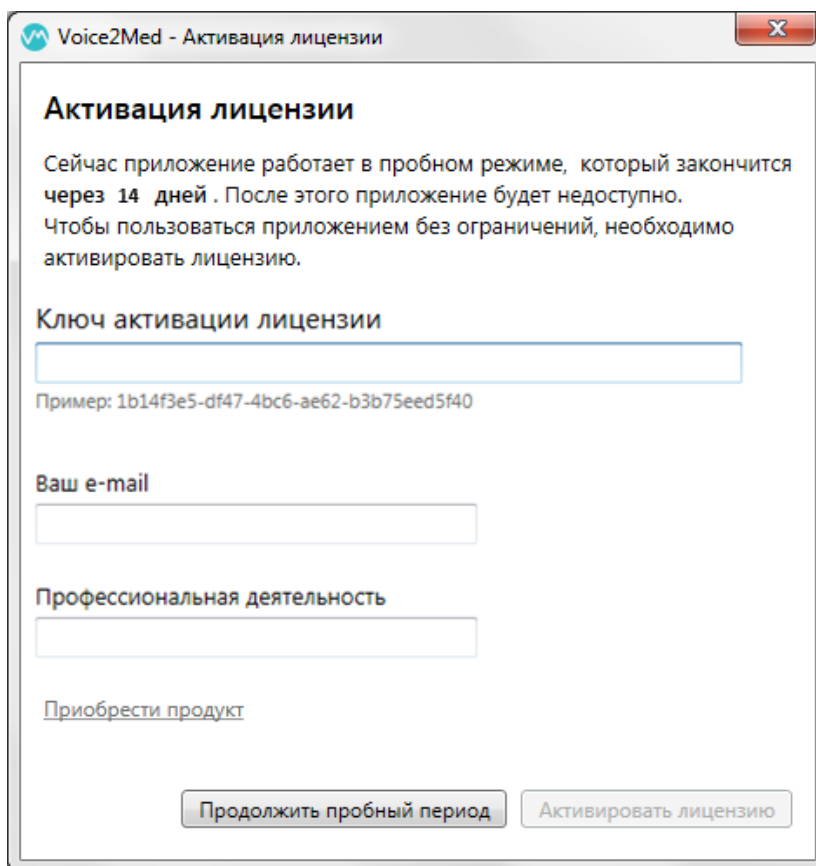 Voice2Med - Активация лицензии
Активация лицензии
Сейчас приложение работает в пробном режиме, который закончится
через 14 дней . После этого приложение будет недоступно.
Чтобы пользоваться приложением без ограничений, необходимо
активировать лицензию.
Ключ активации лицензии
Пример: 1b14f3e5-df47-4bc6-ae62-b3b75eed5f40
Ваш e-mail
Профессиональная деятельность
Приобрести продукт
Продолжить пробный период Активировать лицензию